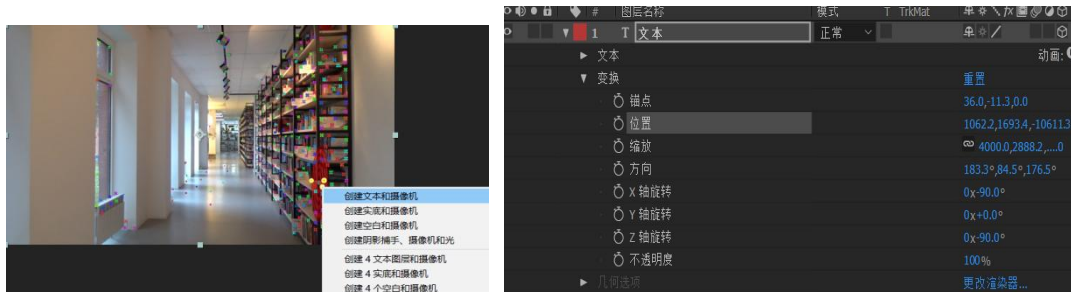 创建文本和摄像机
创建实底和摄像机
创建空白和摄像机
创建阴影捕手、摄像机和光
创建 4 文本图层和摄像机
创建 4 实底和摄像机
创建 4 个空白和摄像机
# 图层名称 模式 T TrkMat
1 T 文本 正常
文本 动画:
变换 重置
锚点 36.0,-11.3,0.0
位置 1062.2,1693.4,-10611.3
缩放 4000.0,2888.2,....0
方向 183.3°,84.5°,176.5°
X 轴旋转 0x-90.0°
Y 轴旋转 0x+0.0°
Z 轴旋转 0x-90.0°
不透明度 100%
几何选项 更改渲染器...